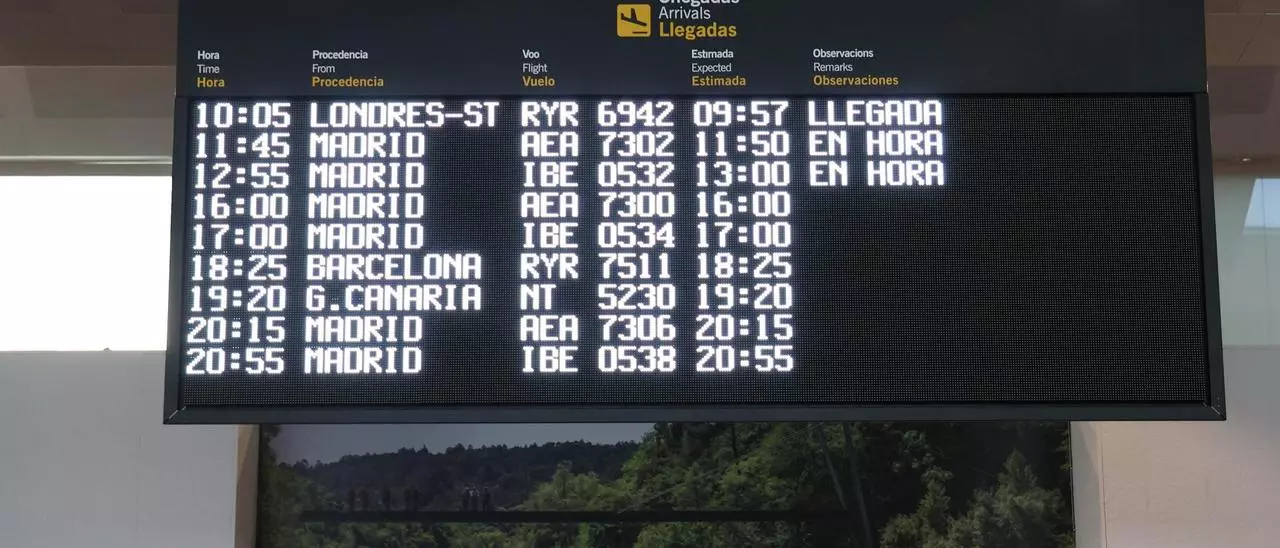 Chegadas
Arrivals
Llegadas
Hora Procedencia Voo Estimada Observacions
Time From Flight Expected Remarks
Hora Procedencia Vuelo Estimada Observaciones
10:05 LONDRES-ST RYR 6942 09:57 LLEGADA
11:45 MADRID AEA 7302 11:50 EN HORA
12:55 MADRID IBE 0532 13:00 EN HORA
16:00 MADRID AEA 7300 16:00
17:00 MADRID IBE 0534 17:00
18:25 BARCELONA RYR 7511 18:25
19:20 G.CANARIA NT 5230 19:20
20:15 MADRID AEA 7306 20:15
20:55 MADRID IBE 0538 20:55